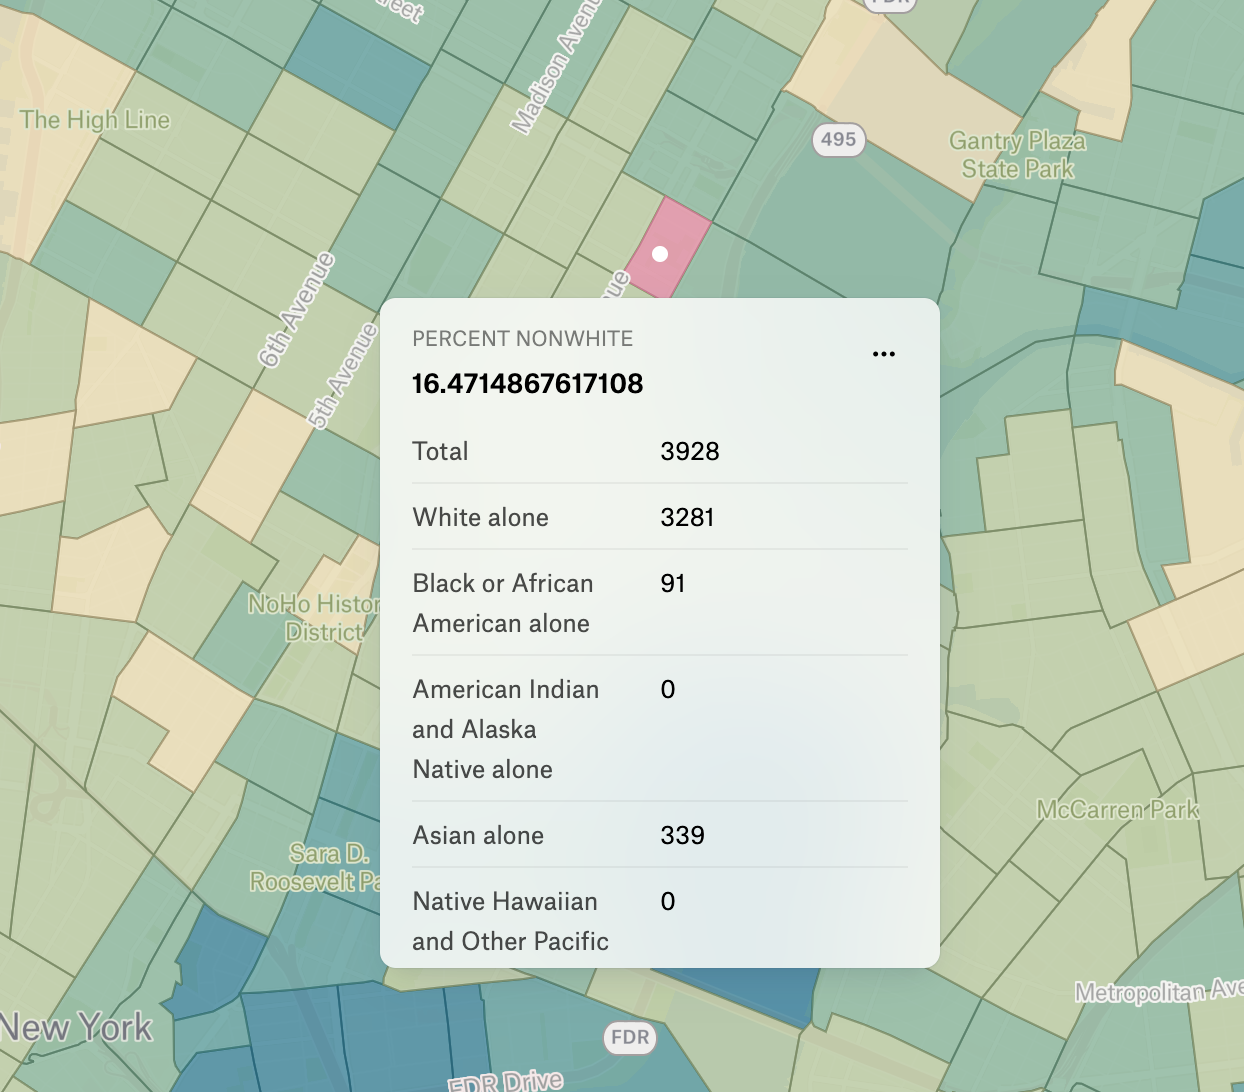 Madison Avenu
FDR
The High Line
495
Gantry Plaza
State Park
6th Avenue
5th Avenue
PERCENT NONWHITE
16.4714867617108
Total 3928
White alone 3281
Black or African 91
American alone
American Indian 0
and Alaska
Native alone
Asian alone 339
Native Hawaiian 0
and Other Pacific
NoHo Histor
District
Sara D.
Roosevelt Pa
McCarren Park
Metropolitan Ave
New York
FDR
FDR Drive